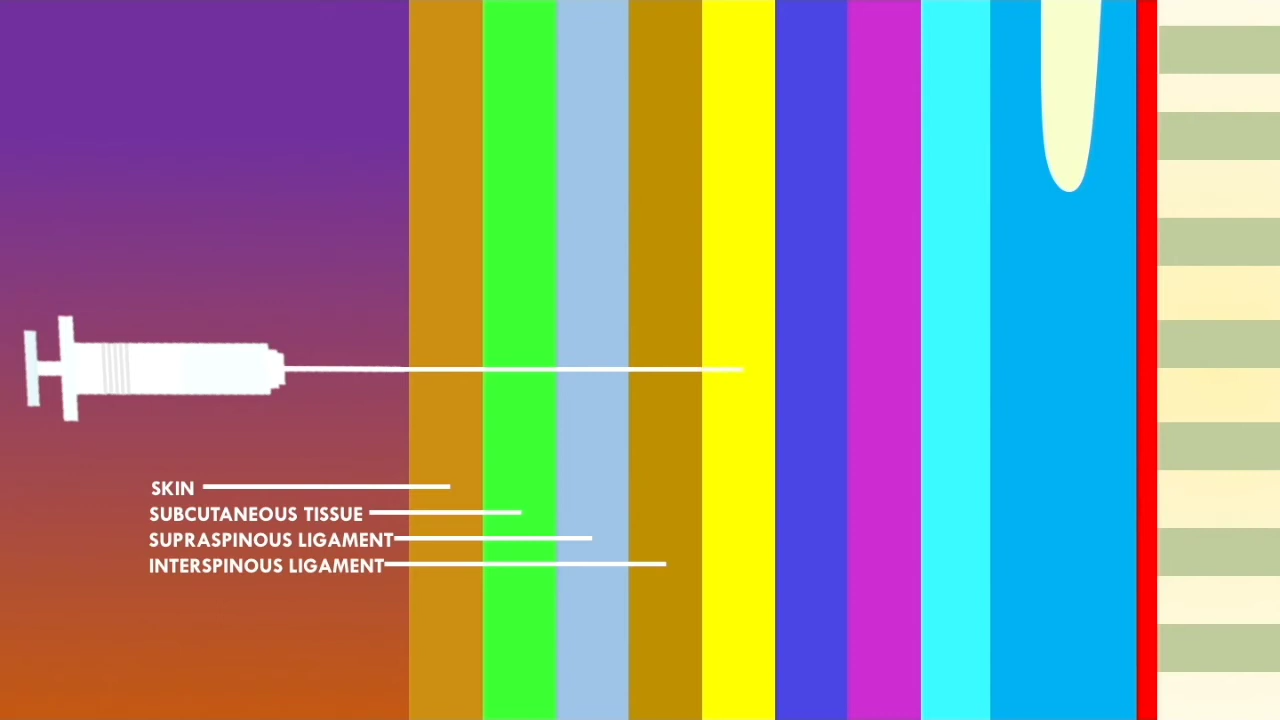 SKIN
SUBCUTANEOUS TISSUE
SUPRASPINOUS LIGAMENT
INTERSPINOUS LIGAMENT